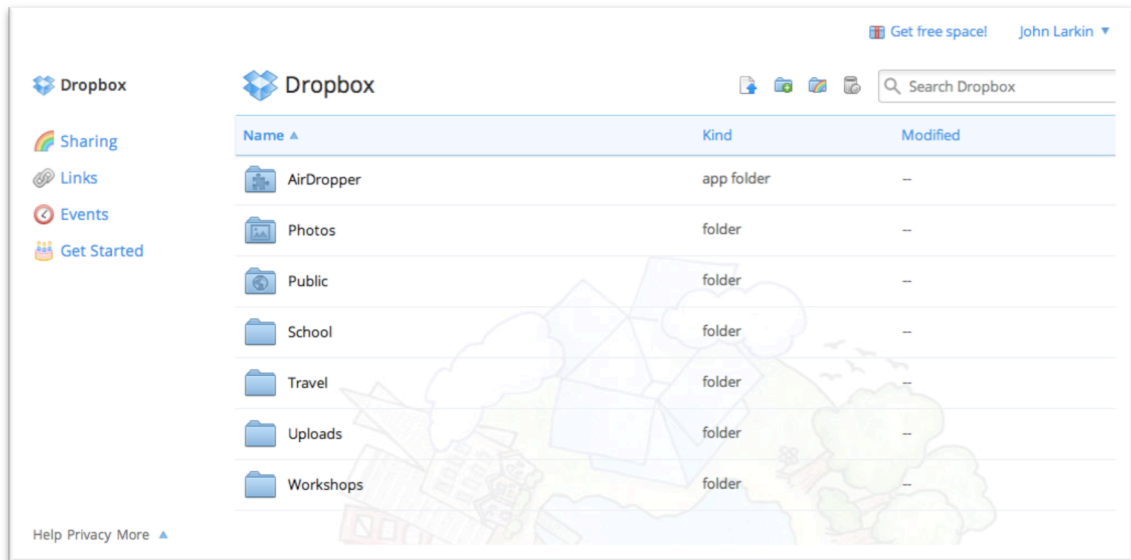 Get free space! John Larkin ▼
Dropbox
Sharing
Links
Events
Get Started
Help Privacy More ▲
Dropbox
Search Dropbox
Name ▲ Kind Modified
AirDropper app folder --
Photos folder --
Public folder --
School folder --
Travel folder --
Uploads folder --
Workshops folder --